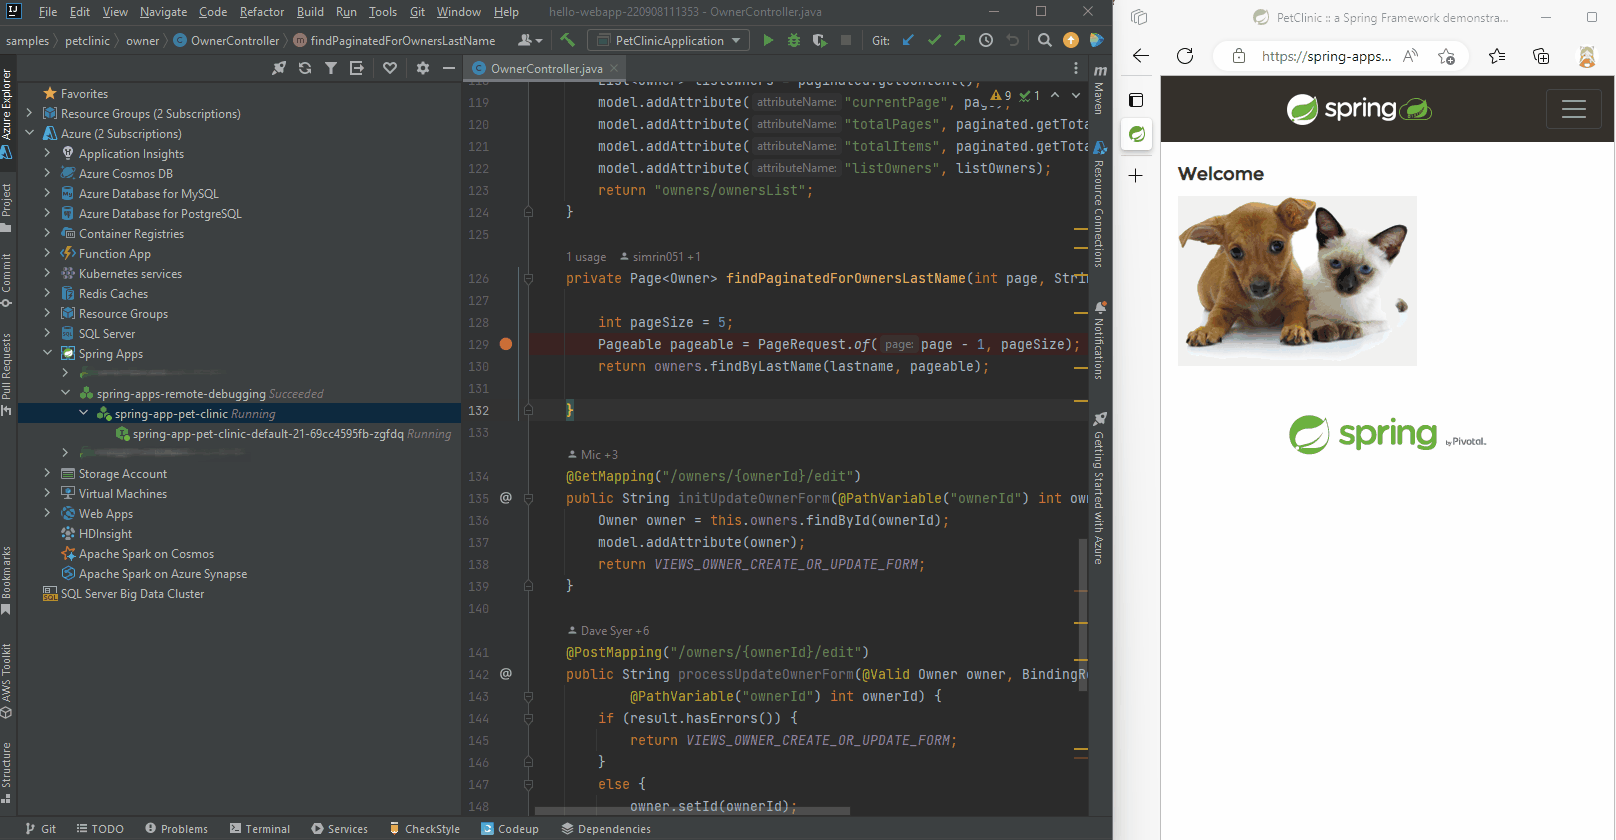 File Edit View Navigate Code Refactor Build Run Tools Git Window Help hello-webapp-220908111353 - OwnerController.java
samples petclinic owner OwnerController findPaginatedForOwnersLastName PetClinicApplication Git:
OwnerController.java
Azure Explorer
Project
Commit
Pull Requests
Bookmarks
AWS Toolkit
Structure
Favorites
Resource Groups (2 Subscriptions)
Azure (2 Subscriptions)
Application Insights
Azure Cosmos DB
Azure Database for MySQL
Azure Database for PostgreSQL
Container Registries
Function App
Kubernetes services
Redis Caches
Resource Groups
SQL Server
Spring Apps
spring-apps-remote-debugging Succeeded
spring-app-pet-clinic Running
spring-app-pet-clinic-default-21-69cc4595fb-zgfdq Running
Storage Account
Virtual Machines
Web Apps
HDInsight
Apache Spark on Cosmos
Apache Spark on Azure Synapse
SQL Server Big Data Cluster
9 1
119 model.addAttribute( attributeName: "currentPage", page);
120 model.addAttribute( attributeName: "totalPages", paginated.getTota
121 model.addAttribute( attributeName: "totalItems", paginated.getTota
122 model.addAttribute( attributeName: "listOwners", listOwners);
123 return "owners/ownersList";
124 }
125
1 usage simrin051 +1
126 private Page<Owner> findPaginatedForOwnersLastName(int page, Strin
127
128 int pageSize = 5;
129 Pageable pageable = PageRequest.of( page: page - 1, pageSize);
130 return owners.findByLastName(lastname, pageable);
131
132 }
133
Mic +3
134 @GetMapping("/owners/{ownerId}/edit")
135 @ public String initUpdateOwnerForm(@PathVariable("ownerId") int own
136 Owner owner = this.owners.findById(ownerId);
137 model.addAttribute(owner);
138 return VIEWS_OWNER_CREATE_OR_UPDATE_FORM;
139 }
140
Dave Syer +6
141 @PostMapping("/owners/{ownerId}/edit")
142 @ public String processUpdateOwnerForm(@Valid Owner owner, BindingRe
143 @PathVariable("ownerId") int ownerId) {
144 if (result.hasErrors()) {
145 return VIEWS_OWNER_CREATE_OR_UPDATE_FORM;
146 }
147 else {
148 owner.setId(ownerId);
Maven
Resource Connections
Notifications
Getting Started with Azure
Git TODO Problems Terminal Services CheckStyle Codeup Dependencies
PetClinic :: a Spring Framework demonstra...
https://spring-apps...
spring
Welcome
spring by Pivotal.